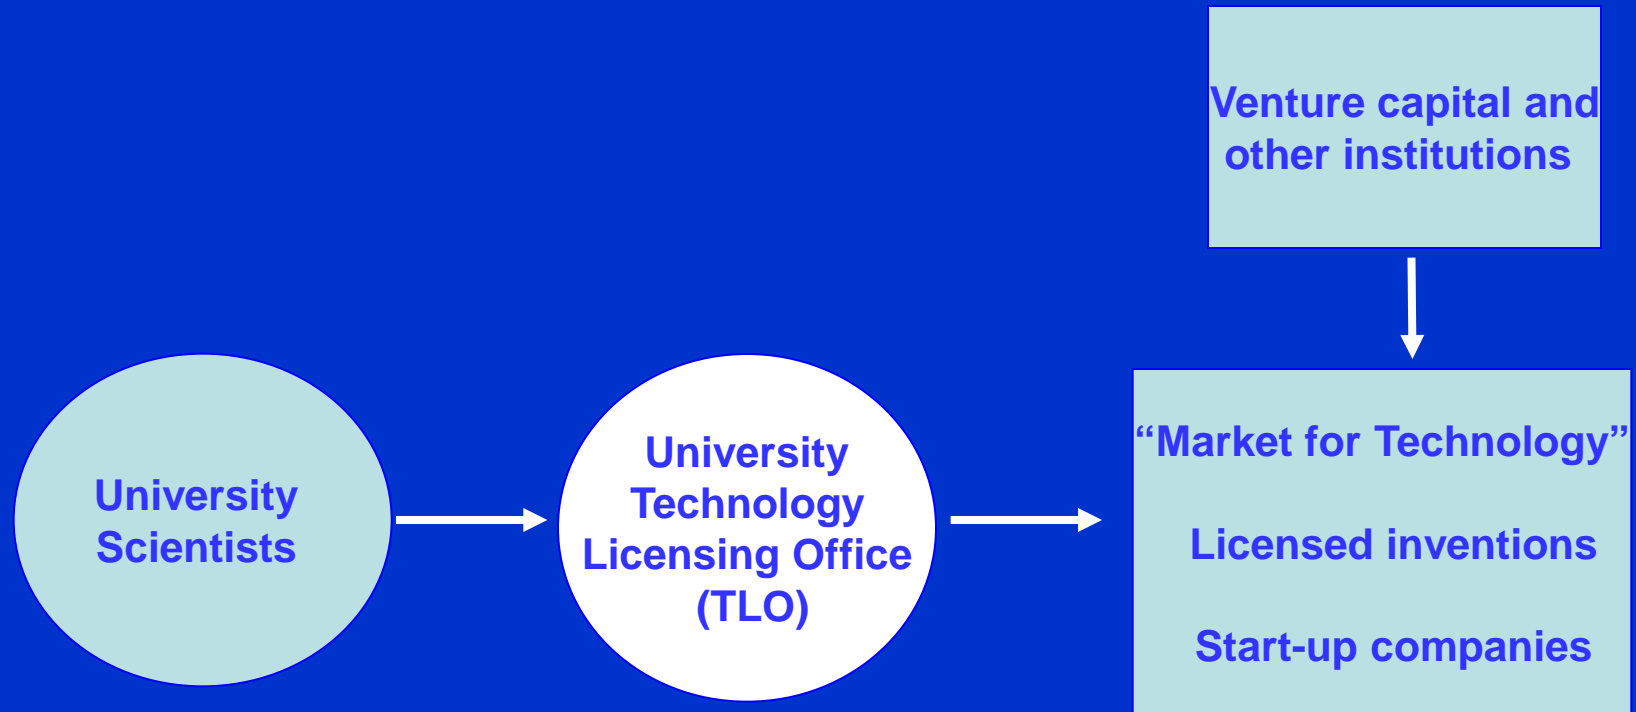 Venture capital and
other institutions
University
Scientists
University
Technology
Licensing Office
(TLO)
“Market for Technology”
Licensed inventions
Start-up companies